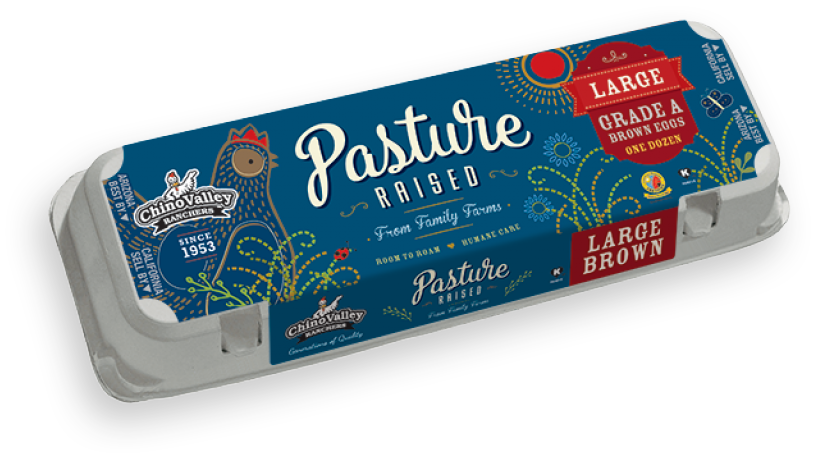 Pasture
RAISED
From Family Farms
ROOM TO ROAM ♥ HUMANE CARE
LARGE
GRADE A
BROWN EGGS
ONE DOZEN
CALIFORNIA
SELL BY
ARIZONA
BEST BY
K
ARIZONA
BEST BY
CALIFORNIA
SELL BY
ChinoValley
RANCHERS
SINCE
1953
ChinoValley
RANCHERS
Generations of Quality
Pasture
RAISED
From Family Farms
K
LARGE
BROWN